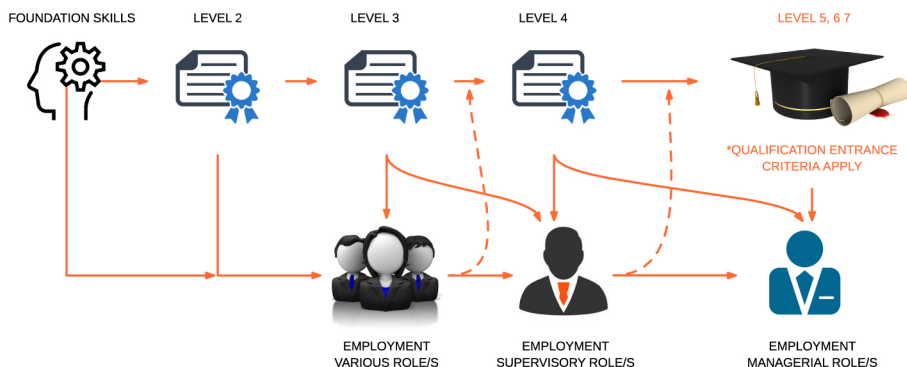 FOUNDATION SKILLS
LEVEL 2
LEVEL 3
LEVEL 4
LEVEL 5, 6 7
*QUALIFICATION ENTRANCE
CRITERIA APPLY
EMPLOYMENT
VARIOUS ROLE/S
EMPLOYMENT
SUPERVISORY ROLE/S
EMPLOYMENT
MANAGERIAL ROLE/S